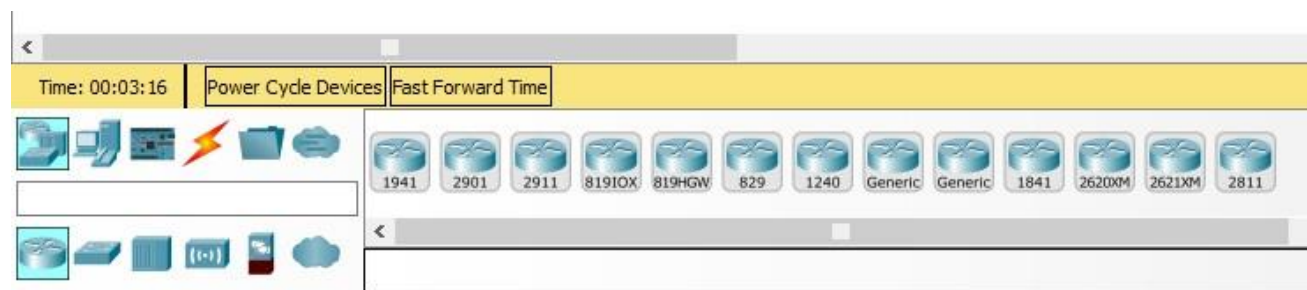 Time: 00:03:16 Power Cycle Devices Fast Forward Time
1941 2901 2911 819IOX 819HGW 829 1240 Generic Generic 1841 2620XM 2621XM 2811